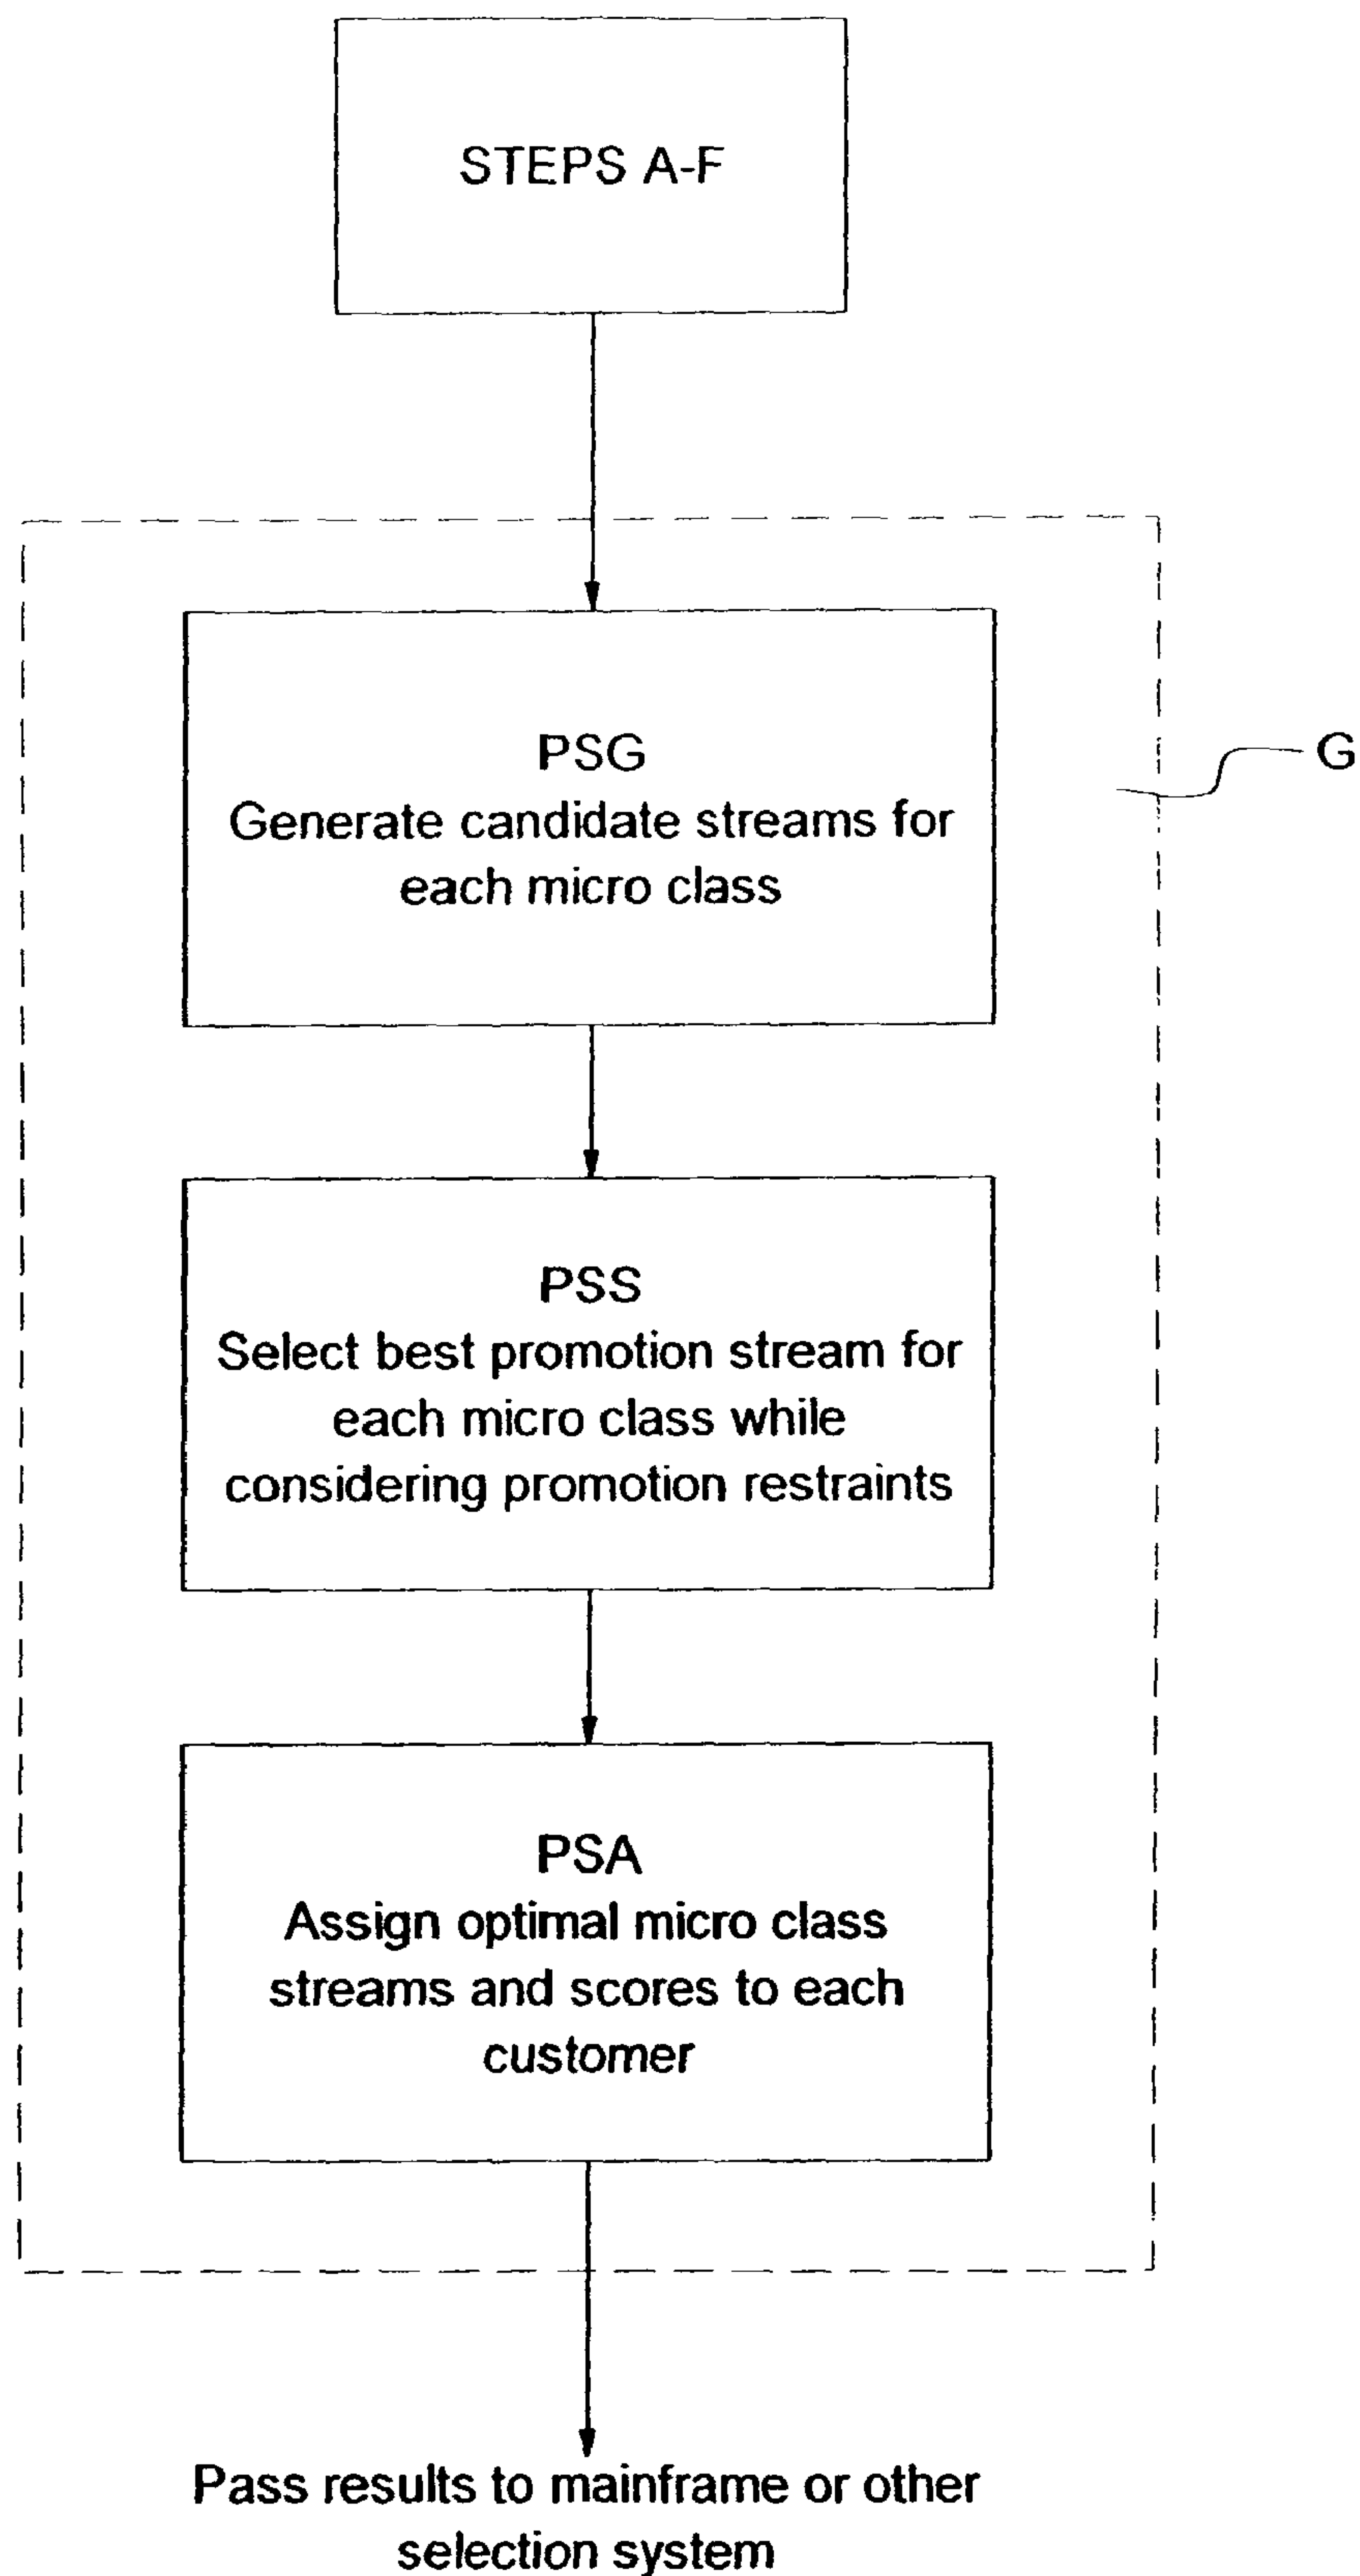 STEPS A-F
PSG
Generate candidate streams for
each micro class
G
PSS
Select best promotion stream for
each micro class while
considering promotion restraints
PSA
Assign optimal micro class
streams and scores to each
customer
Pass results to mainframe or other
selection system